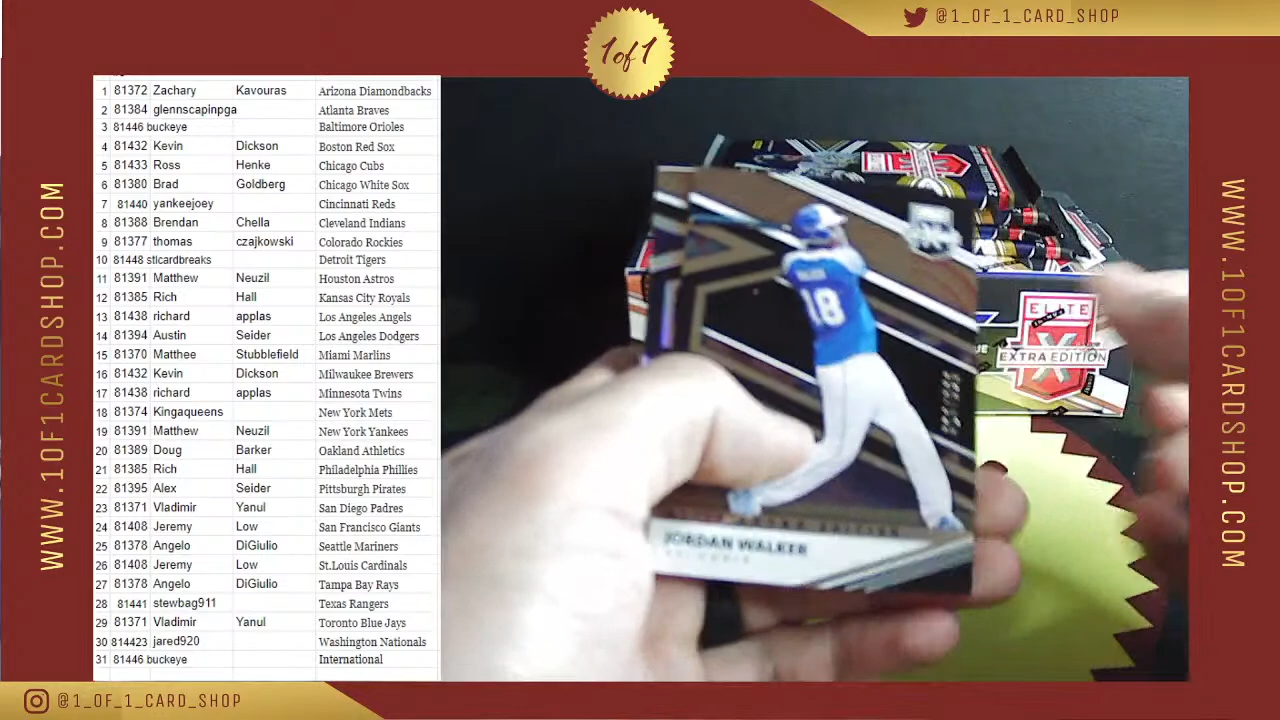 1of1
@1_OF_1_CARD_SHOP
WWW.1OF1CARDSHOP.COM
1 81372 Zachary Kavouras Arizona Diamondbacks
2 81384 glennscapinpga Atlanta Braves
3 81446 buckeye Baltimore Orioles
4 81432 Kevin Dickson Boston Red Sox
5 81433 Ross Henke Chicago Cubs
6 81380 Brad Goldberg Chicago White Sox
7 81440 yankeejoey Cincinnati Reds
8 81388 Brendan Chella Cleveland Indians
9 81377 thomas czajkowski Colorado Rockies
10 81448 stlcardbreaks Detroit Tigers
11 81391 Matthew Neuzil Houston Astros
12 81385 Rich Hall Kansas City Royals
13 81438 richard applas Los Angeles Angels
14 81394 Austin Seider Los Angeles Dodgers
15 81370 Matthee Stubblefield Miami Marlins
16 81432 Kevin Dickson Milwaukee Brewers
17 81438 richard applas Minnesota Twins
18 81374 Kingaqueens New York Mets
19 81391 Matthew Neuzil New York Yankees
20 81389 Doug Barker Oakland Athletics
21 81385 Rich Hall Philadelphia Phillies
22 81395 Alex Seider Pittsburgh Pirates
23 81371 Vladimir Yanul San Diego Padres
24 81408 Jeremy Low San Francisco Giants
25 81378 Angelo DiGiulio Seattle Mariners
26 81408 Jeremy Low St.Louis Cardinals
27 81378 Angelo DiGiulio Tampa Bay Rays
28 81441 stewbag911 Texas Rangers
29 81371 Vladimir Yanul Toronto Blue Jays
30 814423 jared920 Washington Nationals
31 81446 buckeye International
18
JORDAN WALKER
ELITE
EXTRA EDITION
WWW.1OF1CARDSHOP.COM
@1_OF_1_CARD_SHOP